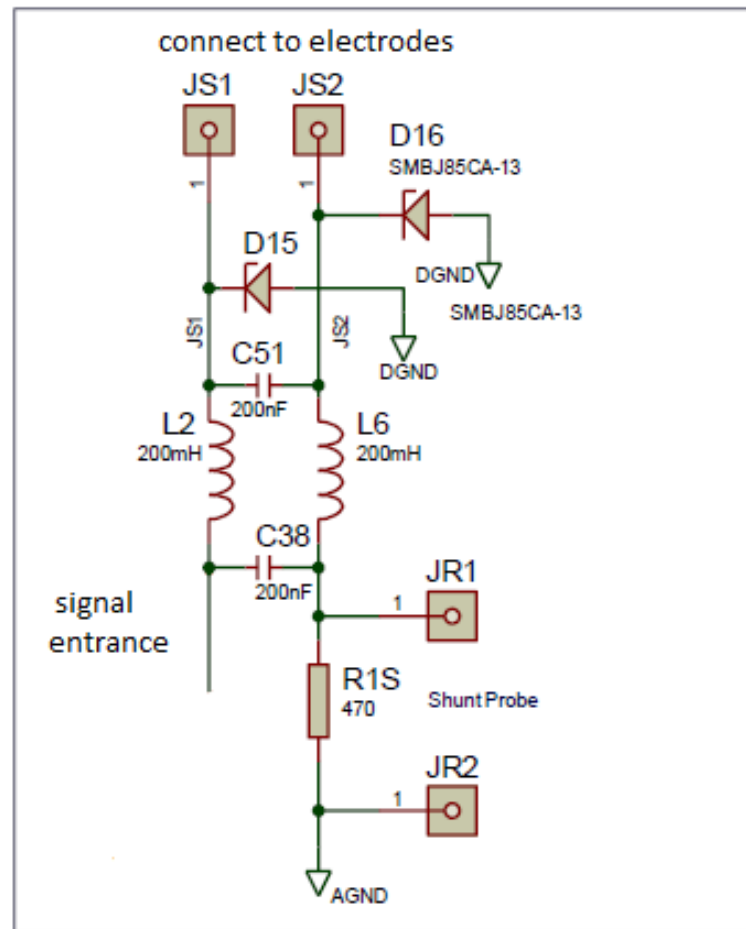 connect to electrodes
JS1
JS2
1
1
D16
SMBJ85CA-13
D15
DGND
SMBJ85CA-13
JS1
JS2
DGND
C51
200nF
L2
200mH
L6
200mH
C38
200nF
signal
entrance
JR1
1
R1S
470
Shunt Probe
JR2
1
AGND